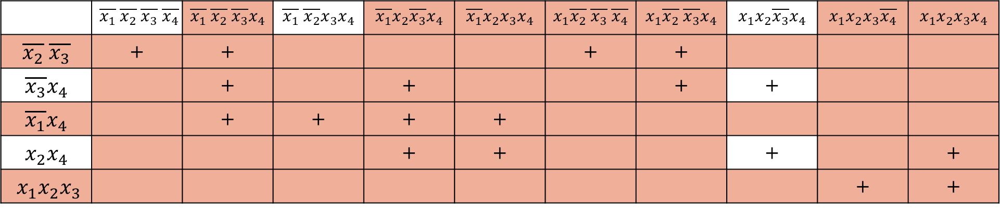 x̅₁ x̅₂ x̅₃ x̅₄ x̅₁ x̅₂ x̅₃x₄ x̅₁ x̅₂x₃x₄ x̅₁x₂x̅₃x₄ x̅₁x₂x₃x₄ x₁x̅₂ x̅₃ x̅₄ x₁x̅₂ x̅₃x₄ x₁x₂x̅₃x₄ x₁x₂x₃x̅₄ x₁x₂x₃x₄
x̅₂ x̅₃ + + + +
x̅₃x₄ + + + +
x̅₁x₄ + + + +
x₂x₄ + + + +
x₁x₂x₃ + +